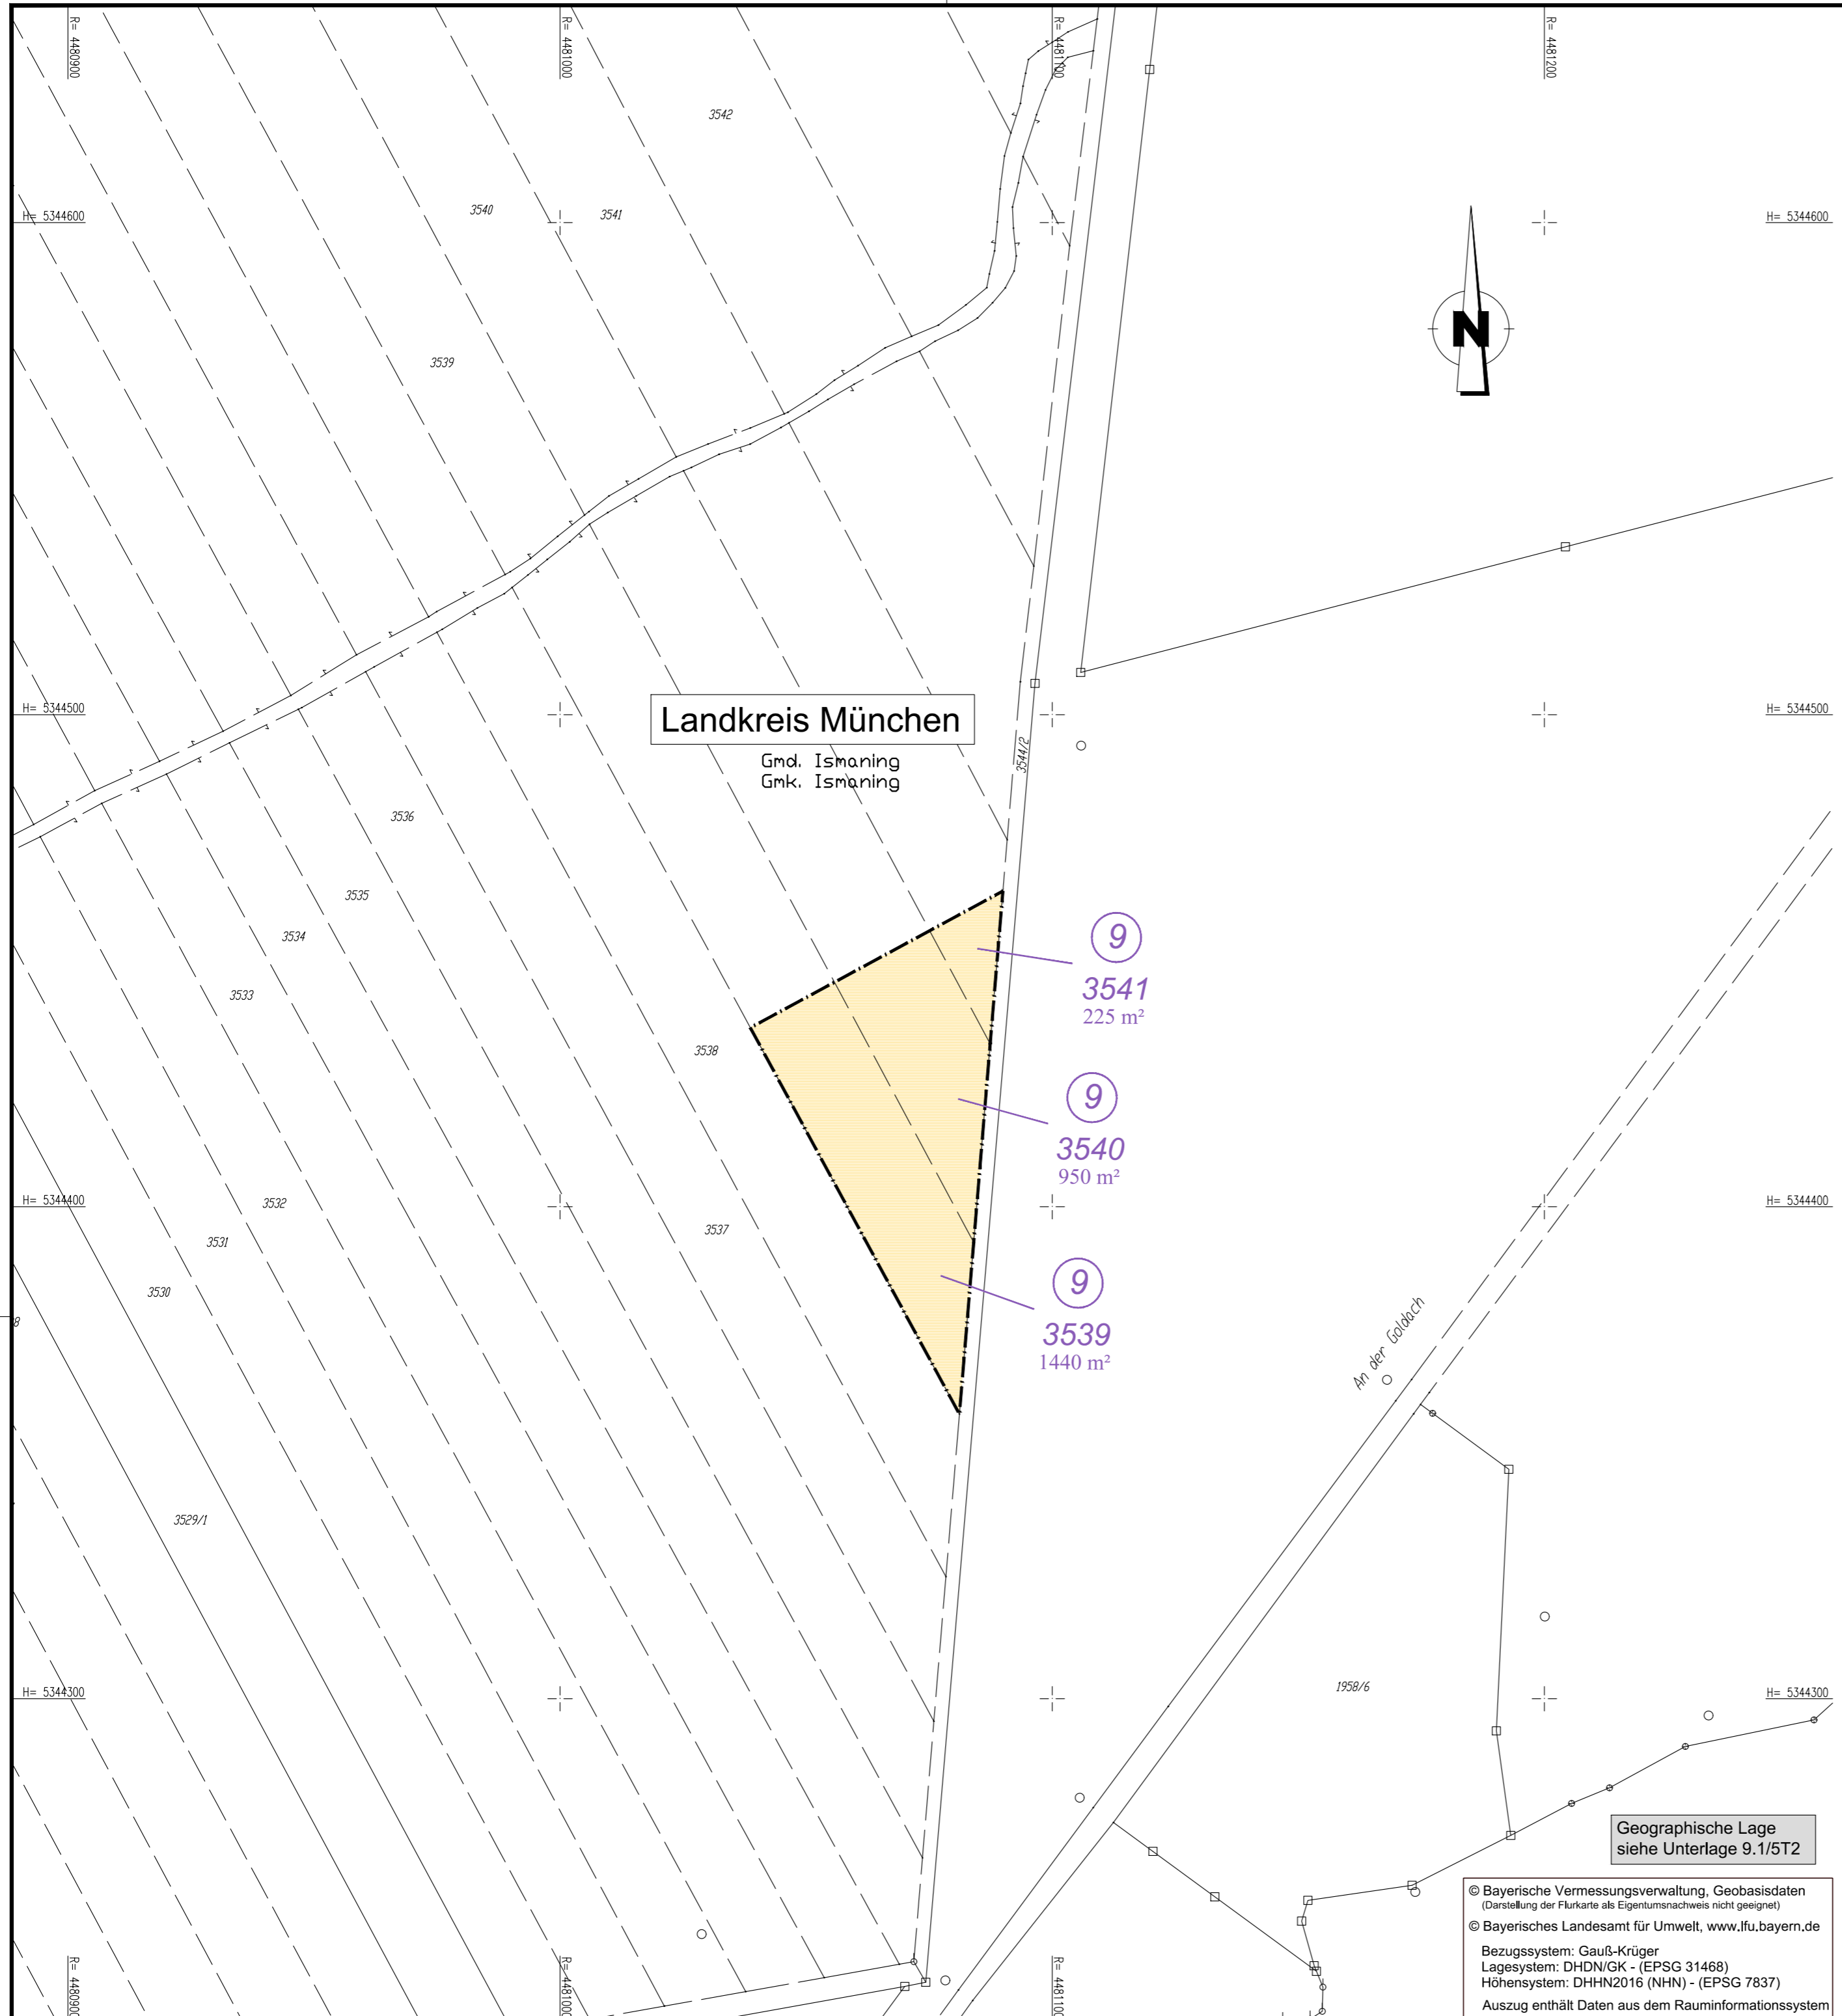 R= 4480900
R= 4481000
R= 4481100
R= 4481200
3542
3540
3541
H= 5344600
H= 5344600
N
3539
Landkreis München
Gmd. Ismaning
Gmk. Ismaning
H= 5344500
H= 5344500
3544/2
3536
3535
3534
3533
3538
9
3541
225 m²
9
3540
950 m²
H= 5344400
H= 5344400
3532
3531
3537
3530
9
3539
1440 m²
8
An der Goldach
3529/1
H= 5344300
H= 5344300
1958/6
Geographische Lage
siehe Unterlage 9.1/5T2
© Bayerische Vermessungsverwaltung, Geobasisdaten
(Darstellung der Flurkarte als Eigentumsnachweis nicht geeignet)
© Bayerisches Landesamt für Umwelt, www.lfu.bayern.de
Bezugssystem: Gauß-Krüger
Lagesystem: DHDN/GK - (EPSG 31468)
Höhensystem: DHHN2016 (NHN) - (EPSG 7837)
Auszug enthält Daten aus dem Rauminformationssystem
R= 4480900
R= 4481000
R= 4481100